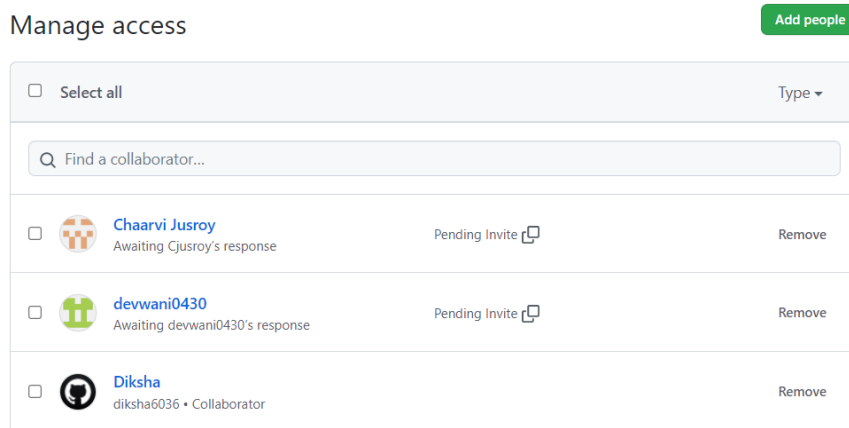 Manage access
Add people
Select all
Type
Find a collaborator...
Chaarvi Jusroy
Awaiting Cjusroy's response
Pending Invite
Remove
devwani0430
Awaiting devwani0430's response
Pending Invite
Remove
Diksha
diksha6036 • Collaborator
Remove